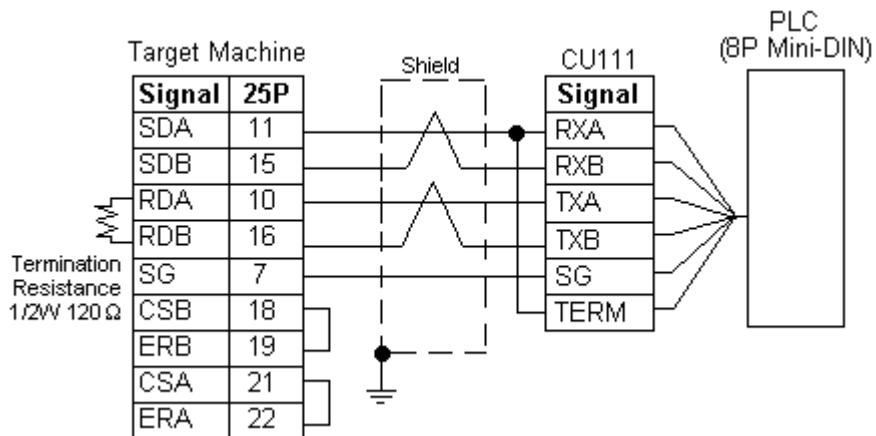 PLC
(8P Mini-DIN)
Target Machine
Shield
CU111
Signal 25P
Signal
SDA 11
RXA
SDB 15
RXB
RDA 10
TXA
RDB 16
TXB
SG 7
SG
CSB 18
TERM
ERB 19
CSA 21
ERA 22
Termination
Resistance
1/2W 120Ω